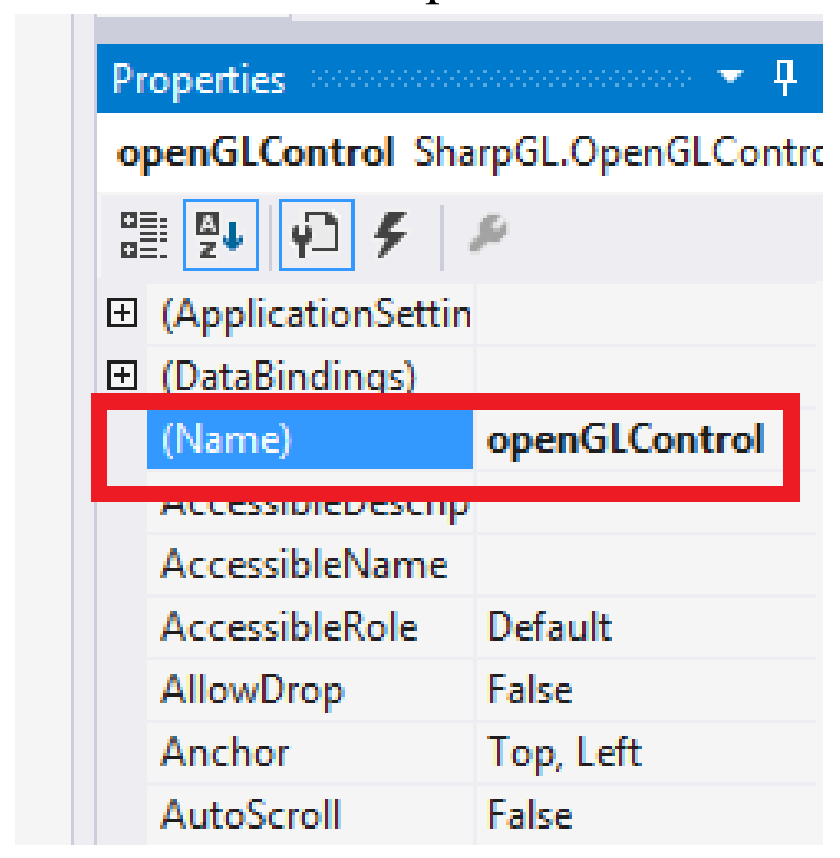 Properties
openGLControl SharpGL.OpenGLContro
(ApplicationSettin
(DataBindings)
(Name) openGLControl
AccessibleDescrip
AccessibleName
AccessibleRole Default
AllowDrop False
Anchor Top, Left
AutoScroll False